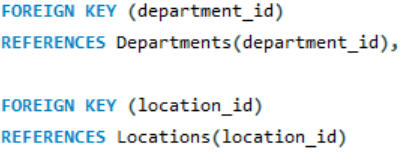 FOREIGN KEY (department_id)
REFERENCES Departments(department_id),
FOREIGN KEY (location_id)
REFERENCES Locations(location_id)